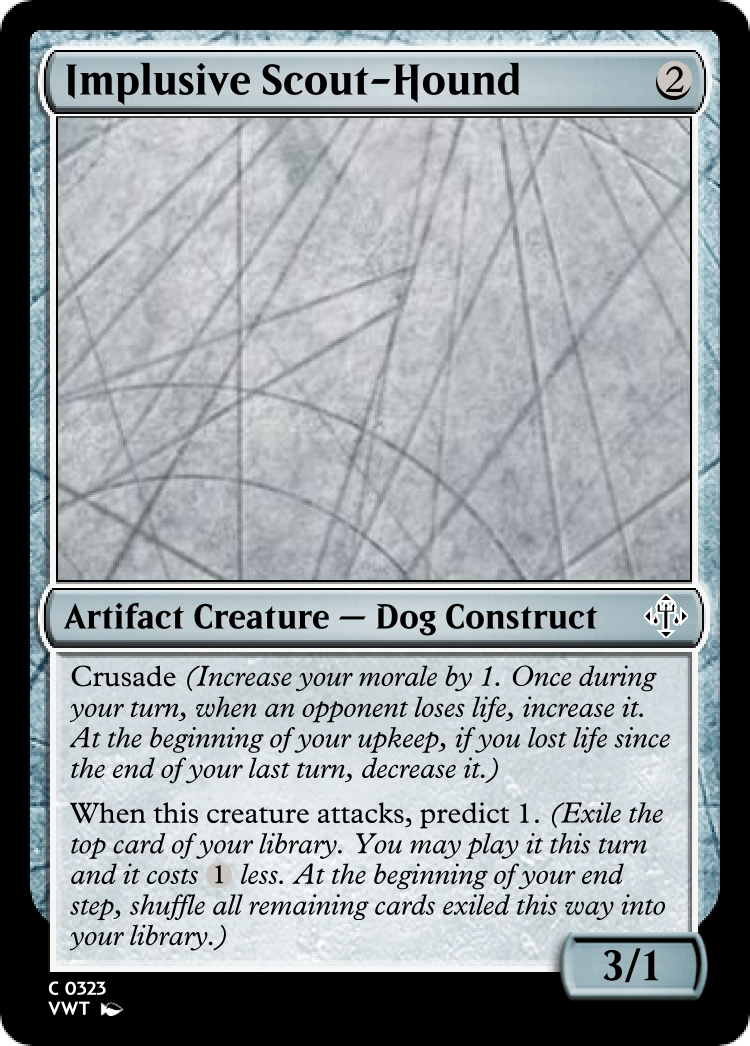 Implusive Scout-Hound
2
Artifact Creature — Dog Construct
Crusade (Increase your morale by 1. Once during
your turn, when an opponent loses life, increase it.
At the beginning of your upkeep, if you lost life since
the end of your last turn, decrease it.)
When this creature attacks, predict 1. (Exile the
top card of your library. You may play it this turn
and it costs 1 less. At the beginning of your end
step, shuffle all remaining cards exiled this way into
your library.)
3/1
C 0323
VWT